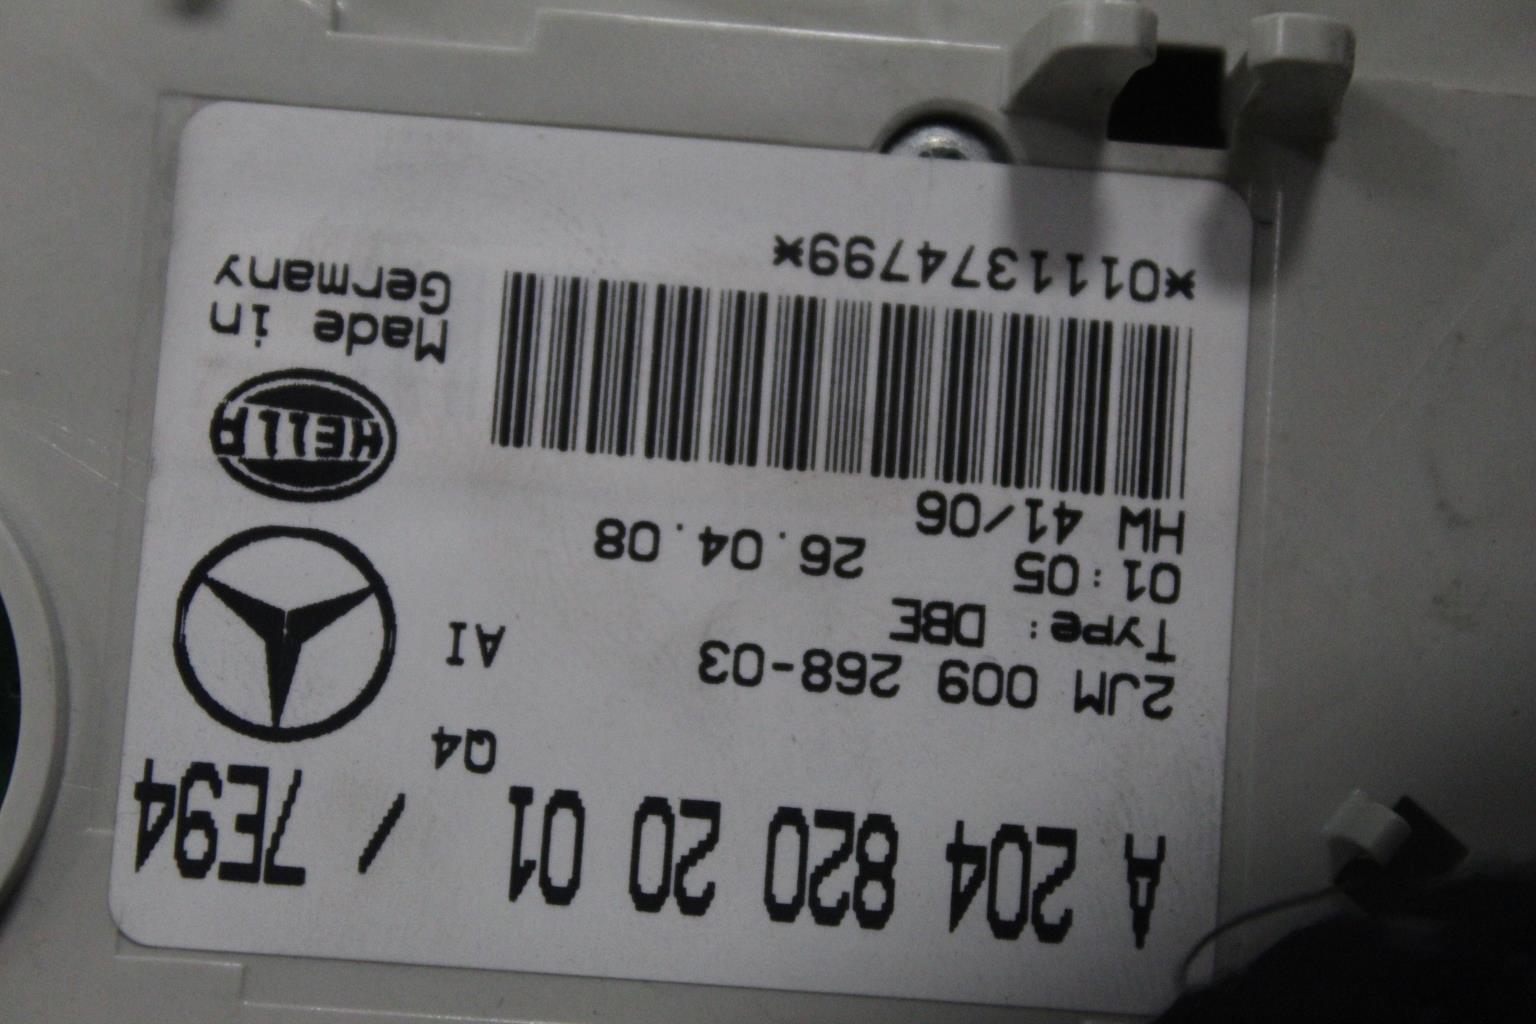 A 204 820 20 01 / 7E94
Q4
2JM 009 268-03
AI
Type: DBE
01:05 26.04.08
HW 41/06
*0111374799*
HELLA
Made in
Germany